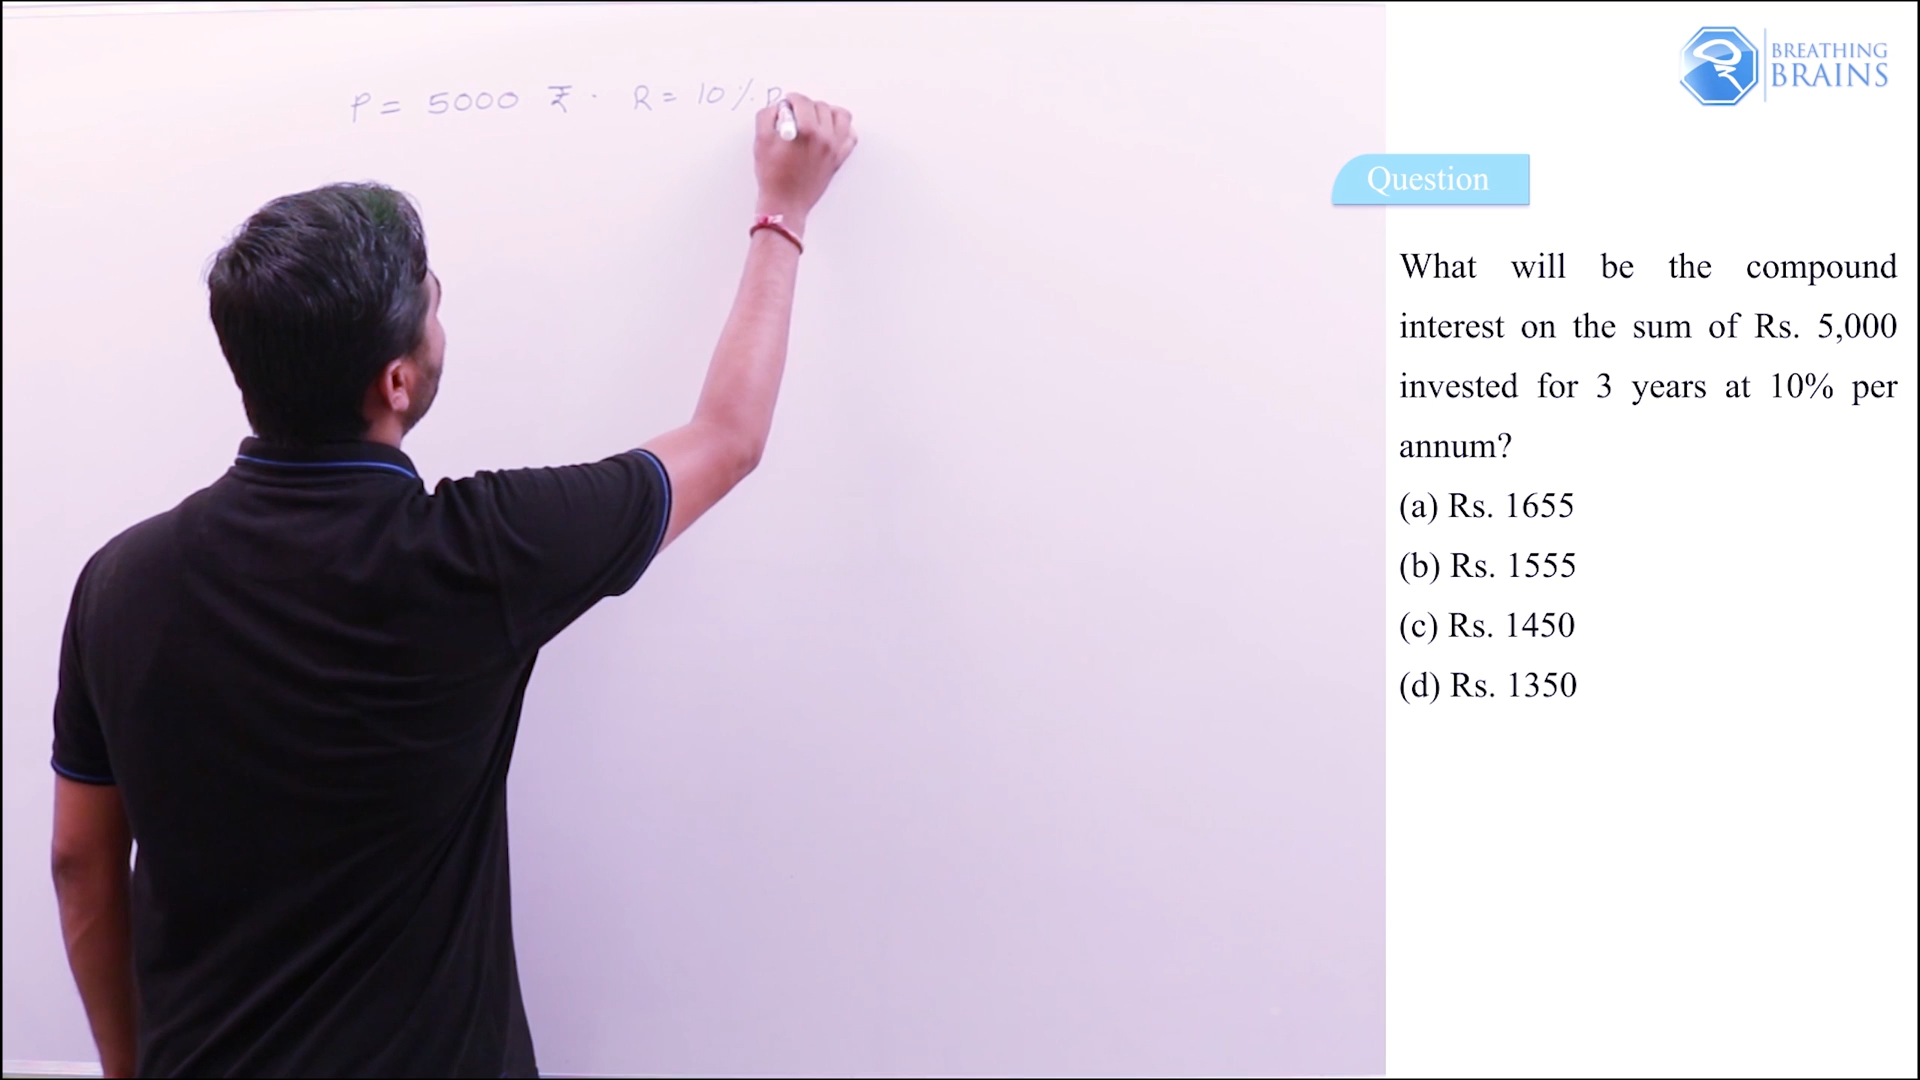 P = 5000 ₹. R = 10% P
BREATHING
BRAINS
Question
What will be the compound
interest on the sum of Rs. 5,000
invested for 3 years at 10% per
annum?
(a) Rs. 1655
(b) Rs. 1555
(c) Rs. 1450
(d) Rs. 1350